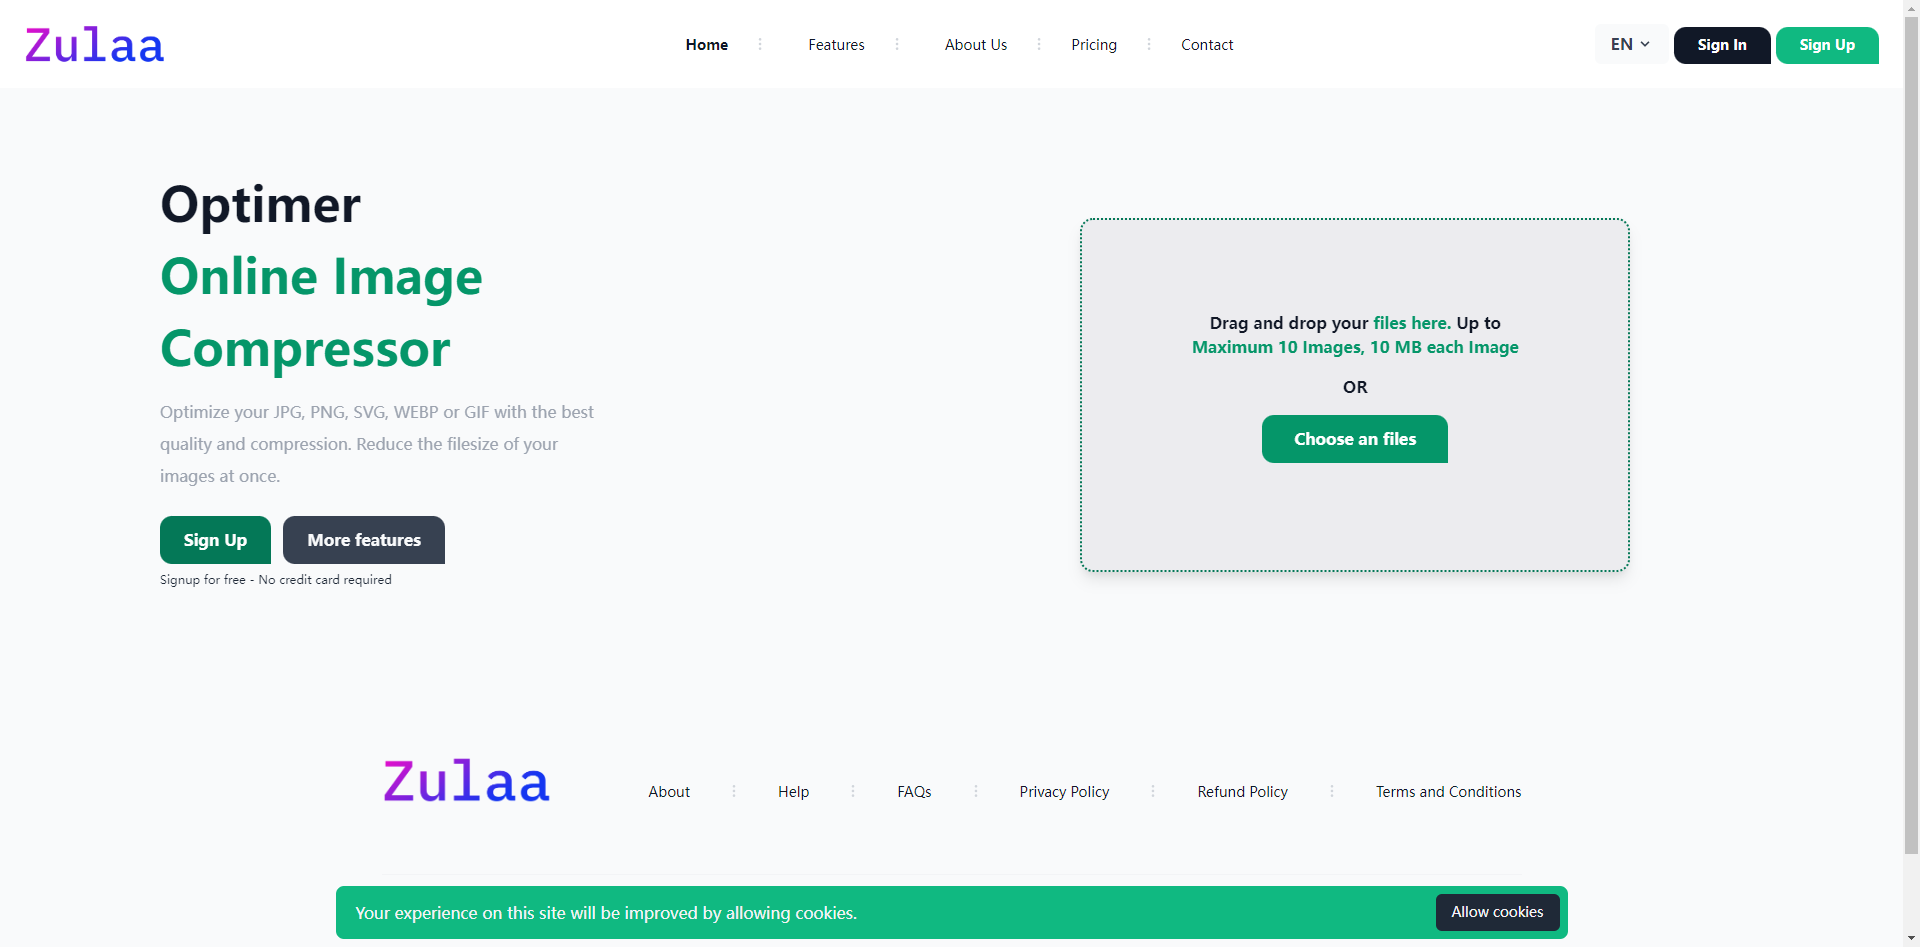 Zulaa
Home
Features
About Us
Pricing
Contact
EN
Sign In
Sign Up
Optimer
Online Image
Compressor
Optimize your JPG, PNG, SVG, WEBP or GIF with the best
quality and compression. Reduce the filesize of your
images at once.
Sign Up
More features
Signup for free - No credit card required
Drag and drop your files here. Up to
Maximum 10 Images, 10 MB each Image
OR
Choose an files
Zulaa
About
Help
FAQs
Privacy Policy
Refund Policy
Terms and Conditions
Your experience on this site will be improved by allowing cookies.
Allow cookies